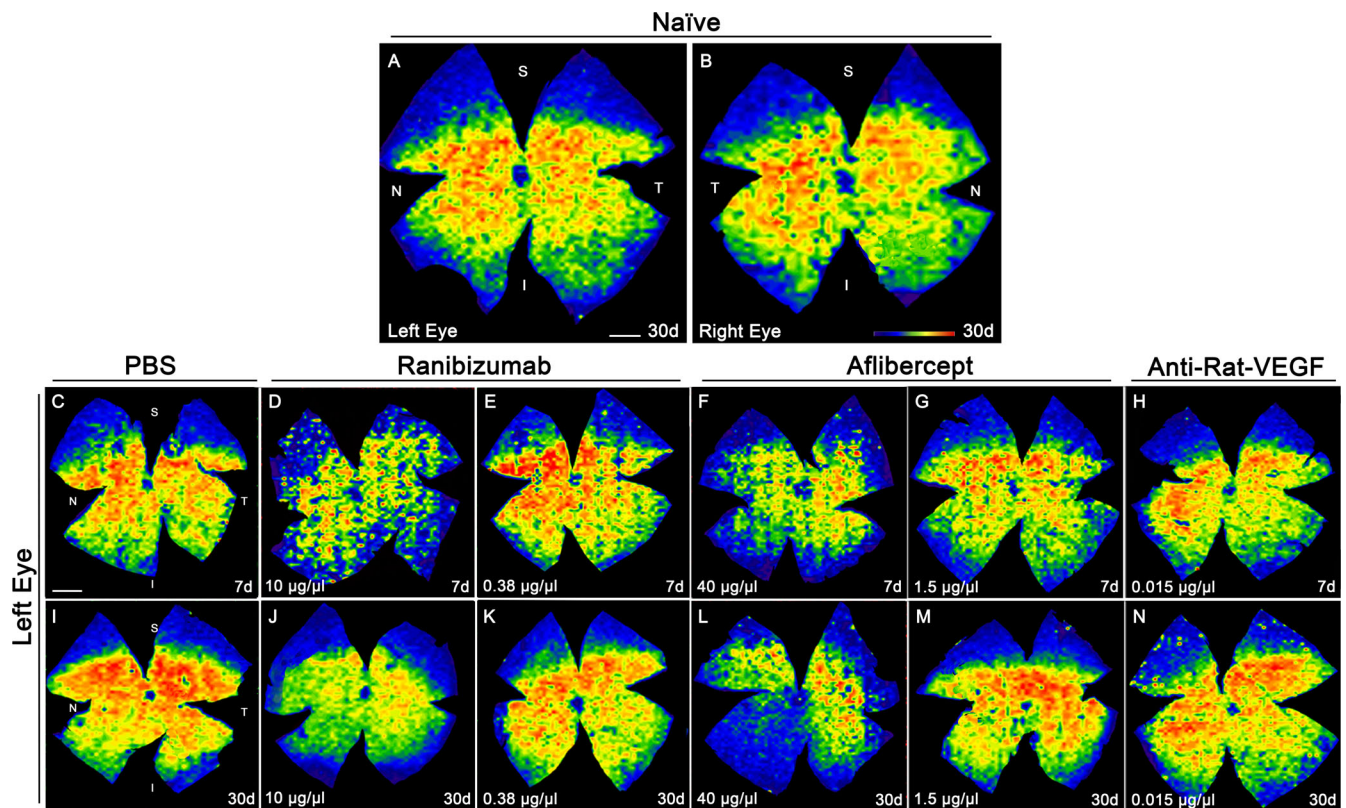 Naïve
A
S
N
T
I
Left Eye
30d
B
S
T
N
I
Right Eye
30d
PBS
Ranibizumab
Aflibercept
Anti-Rat-VEGF
Left Eye
C
S
N
T
I
7d
D
10 µg/µl
7d
E
0.38 µg/µl
7d
F
40 µg/µl
7d
G
1.5 µg/µl
7d
H
0.015 µg/µl
7d
I
S
N
T
I
30d
J
10 µg/µl
30d
K
0.38 µg/µl
30d
L
40 µg/µl
30d
M
1.5 µg/µl
30d
N
0.015 µg/µl
30d